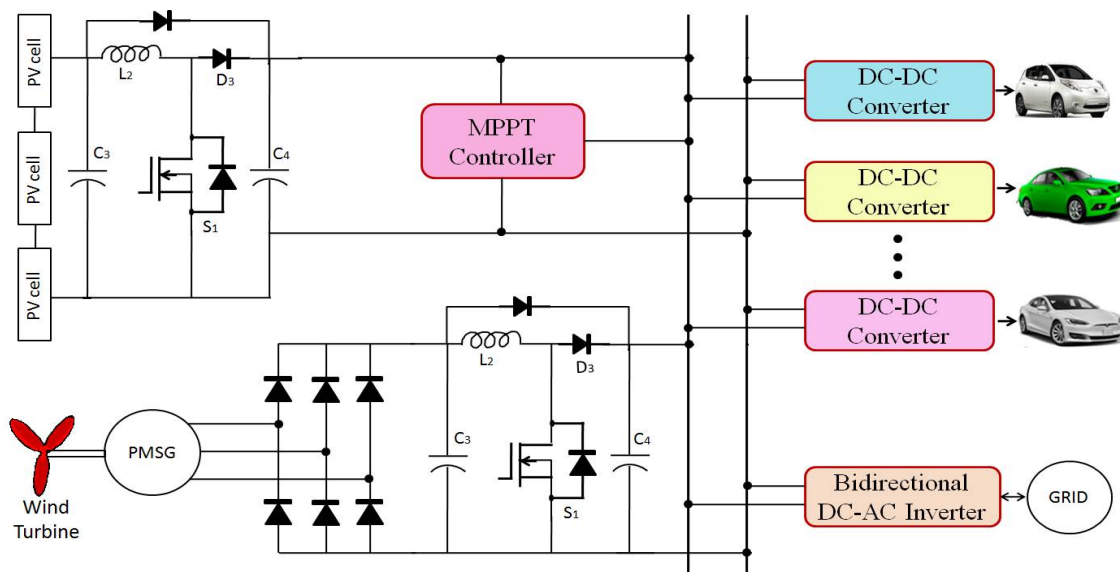 PV cell
PV cell
PV cell
L2
D3
C3
C4
S1
MPPT
Controller
DC-DC
Converter
DC-DC
Converter
DC-DC
Converter
L2
D3
C3
C4
S1
PMSG
Wind
Turbine
Bidirectional
DC-AC Inverter
GRID